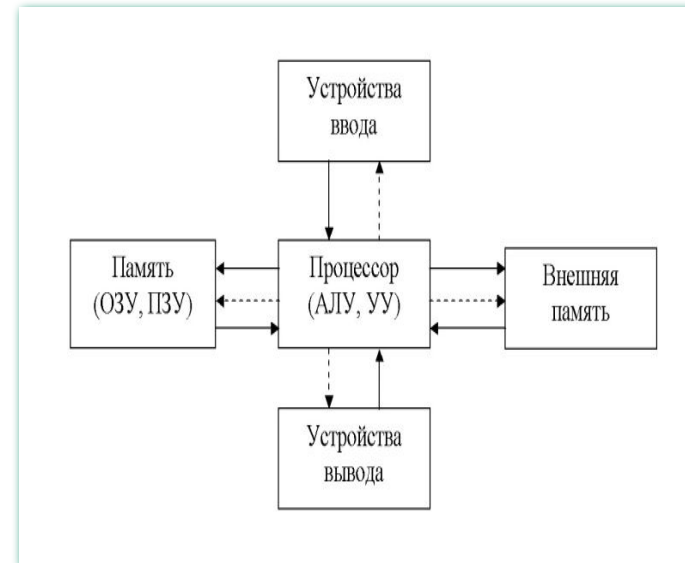 Устройства
ввода
Память
(ОЗУ, ПЗУ)
Процессор
(АЛУ, УУ)
Внешняя
память
Устройства
вывода